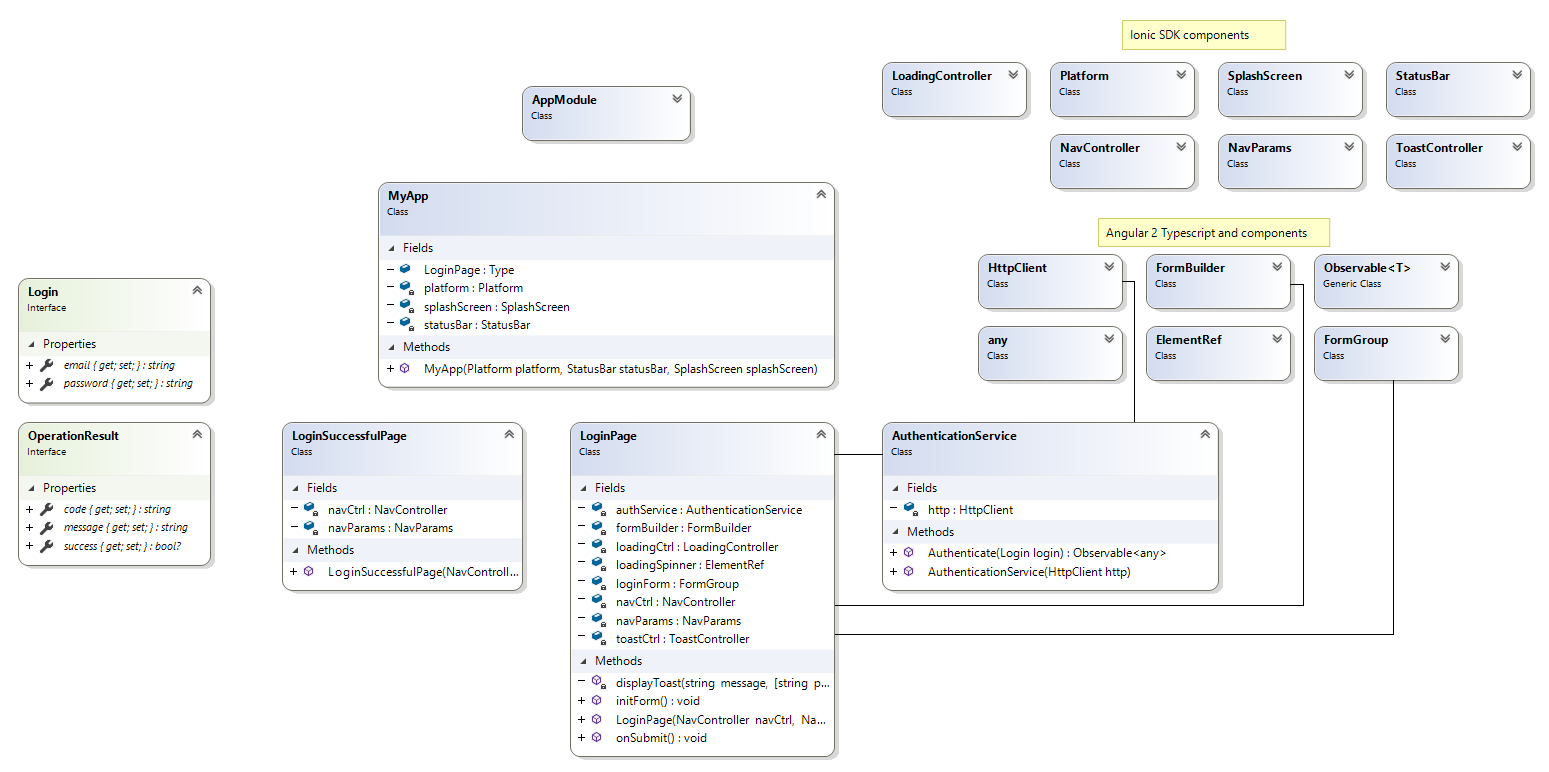 Ionic SDK components
LoadingController
Class
Platform
Class
SplashScreen
Class
StatusBar
Class
AppModule
Class
NavController
Class
NavParams
Class
ToastController
Class
MyApp
Class
Fields
LoginPage : Type
platform : Platform
splashScreen : SplashScreen
statusBar : StatusBar
Methods
MyApp(Platform platform, StatusBar statusBar, SplashScreen splashScreen)
Angular 2 Typescript and components
HttpClient
Class
FormBuilder
Class
Observable<T>
Generic Class
any
Class
ElementRef
Class
FormGroup
Class
Login
Interface
Properties
email { get; set; } : string
password { get; set; } : string
OperationResult
Interface
Properties
code { get; set; } : string
message { get; set; } : string
success { get; set; } : bool?
LoginSuccessfulPage
Class
Fields
navCtrl : NavController
navParams : NavParams
Methods
LoginSuccessfulPage(NavControll...
LoginPage
Class
Fields
authService : AuthenticationService
formBuilder : FormBuilder
loadingCtrl : LoadingController
loadingSpinner : ElementRef
loginForm : FormGroup
navCtrl : NavController
navParams : NavParams
toastCtrl : ToastController
Methods
displayToast(string message, [string p...
initForm() : void
LoginPage(NavController navCtrl, Na...
onSubmit() : void
AuthenticationService
Class
Fields
http : HttpClient
Methods
Authenticate(Login login) : Observable<any>
AuthenticationService(HttpClient http)